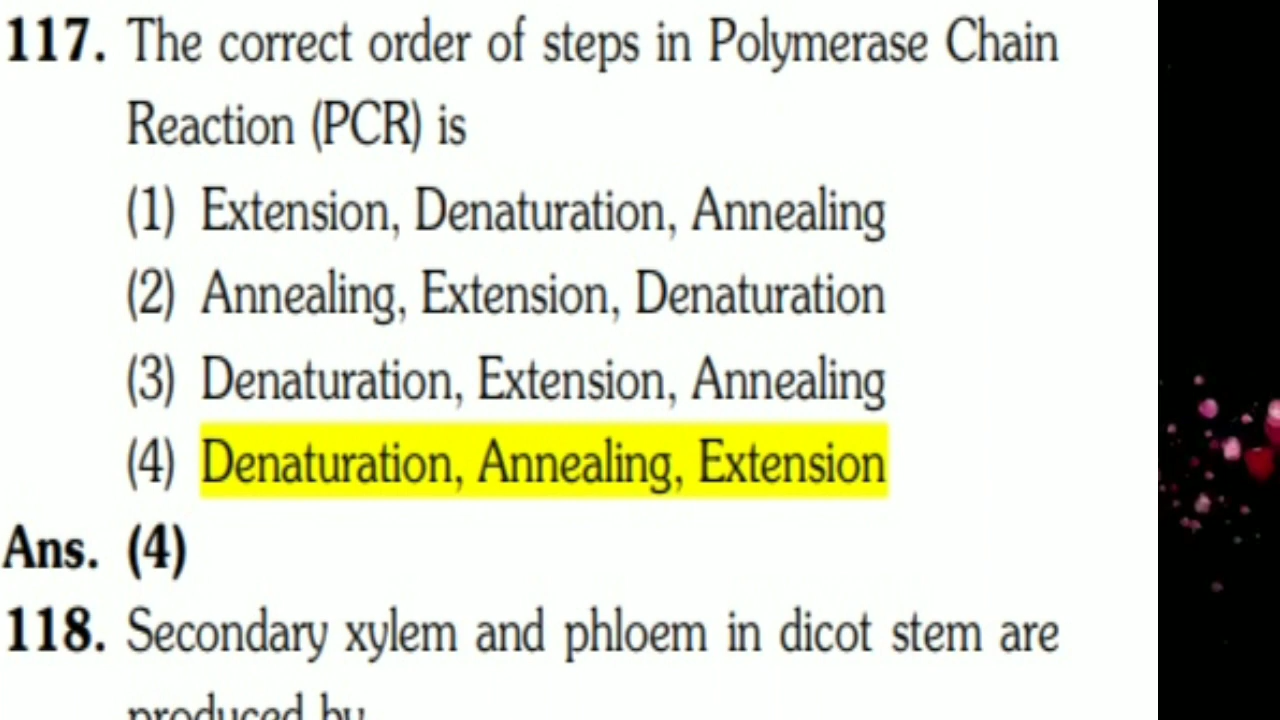 117. The correct order of steps in Polymerase Chain
Reaction (PCR) is
(1) Extension, Denaturation, Annealing
(2) Annealing, Extension, Denaturation
(3) Denaturation, Extension, Annealing
(4) Denaturation, Annealing, Extension
Ans. (4)
118. Secondary xylem and phloem in dicot stem are
produced by